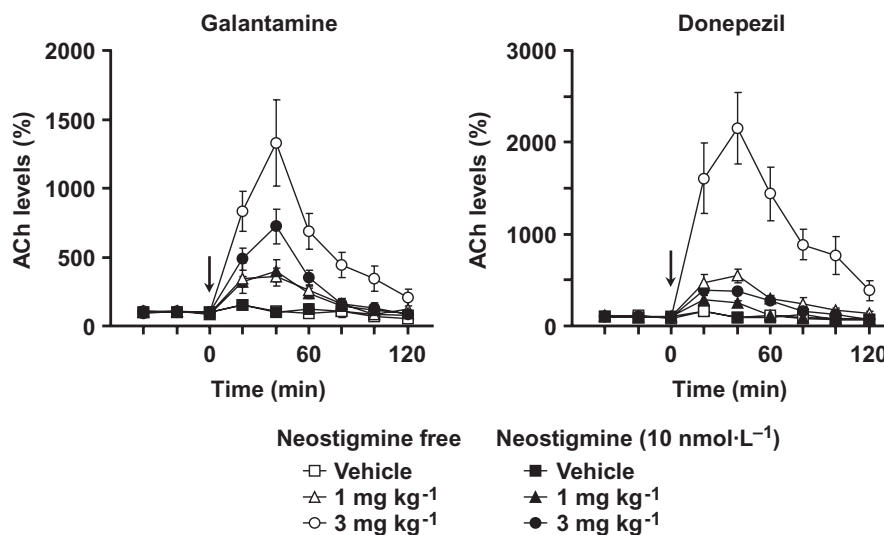 Galantamine
2000
1500
1000
500
100
0
ACh levels (%)
0 60 120
Time (min)
Donepezil
3000
2000
1000
100
0
ACh levels (%)
0 60 120
Time (min)
Neostigmine free
Vehicle
1 mg kg⁻¹
3 mg kg⁻¹
Neostigmine (10 nmol·L⁻¹)
Vehicle
1 mg kg⁻¹
3 mg kg⁻¹